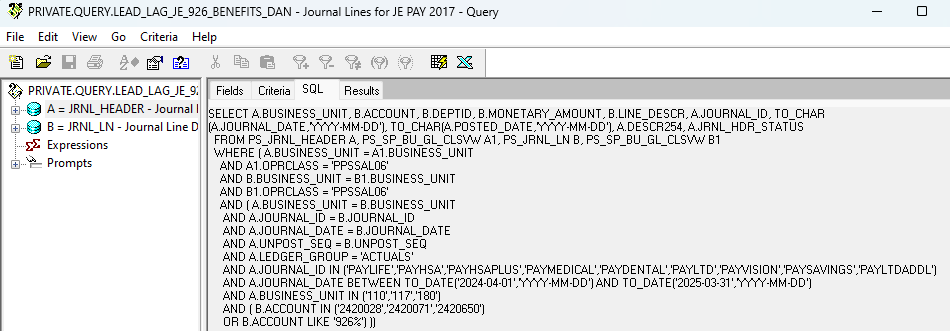 PRIVATE.QUERY.LEAD_LAG_JE_926_BENEFITS_DAN - Journal Lines for JE PAY 2017 - Query
File Edit View Go Criteria Help
PRIVATE.QUERY.LEAD_LAG_JE_92
A = JRNL_HEADER - Journal I
B = JRNL_LN - Journal Line D
Expressions
Prompts
Fields Criteria SQL Results
SELECT A.BUSINESS_UNIT, B.ACCOUNT, B.DEPTID, B.MONETARY_AMOUNT, B.LINE_DESCR, A.JOURNAL_ID, TO_CHAR
(A.JOURNAL_DATE,'YYYY-MM-DD'), TO_CHAR(A.POSTED_DATE,'YYYY-MM-DD'), A.DESCR254, A.JRNL_HDR_STATUS
FROM PS_JRNL_HEADER A, PS_SP_BU_GL_CLSVW A1, PS_JRNL_LN B, PS_SP_BU_GL_CLSVW B1
WHERE ( A.BUSINESS_UNIT = A1.BUSINESS_UNIT
AND A1.OPRCLASS = 'PPSSAL06'
AND B.BUSINESS_UNIT = B1.BUSINESS_UNIT
AND B1.OPRCLASS = 'PPSSAL06'
AND ( A.BUSINESS_UNIT = B.BUSINESS_UNIT
AND A.JOURNAL_ID = B.JOURNAL_ID
AND A.JOURNAL_DATE = B.JOURNAL_DATE
AND A.UNPOST_SEQ = B.UNPOST_SEQ
AND A.LEDGER_GROUP = 'ACTUALS'
AND A.JOURNAL_ID IN ('PAYLIFE','PAYHSA','PAYHSAPLUS','PAYMEDICAL','PAYDENTAL','PAYLTD','PAYVISION','PAYSAVINGS','PAYLTDADDL')
AND A.JOURNAL_DATE BETWEEN TO_DATE('2024-04-01','YYYY-MM-DD') AND TO_DATE('2025-03-31','YYYY-MM-DD')
AND A.BUSINESS_UNIT IN ('110','117','180')
AND ( B.ACCOUNT IN ('2420028','2420071','2420650')
OR B.ACCOUNT LIKE '926%') ))